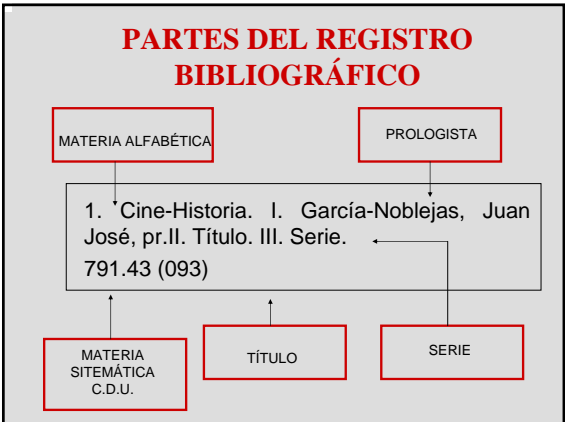 PARTES DEL REGISTRO
BIBLIOGRÁFICO
MATERIA ALFABÉTICA
PROLOGISTA
1. Cine-Historia. I. García-Noblejas, Juan
José, pr.II. Título. III. Serie.
791.43 (093)
MATERIA
SITEMÁTICA
C.D.U.
TÍTULO
SERIE